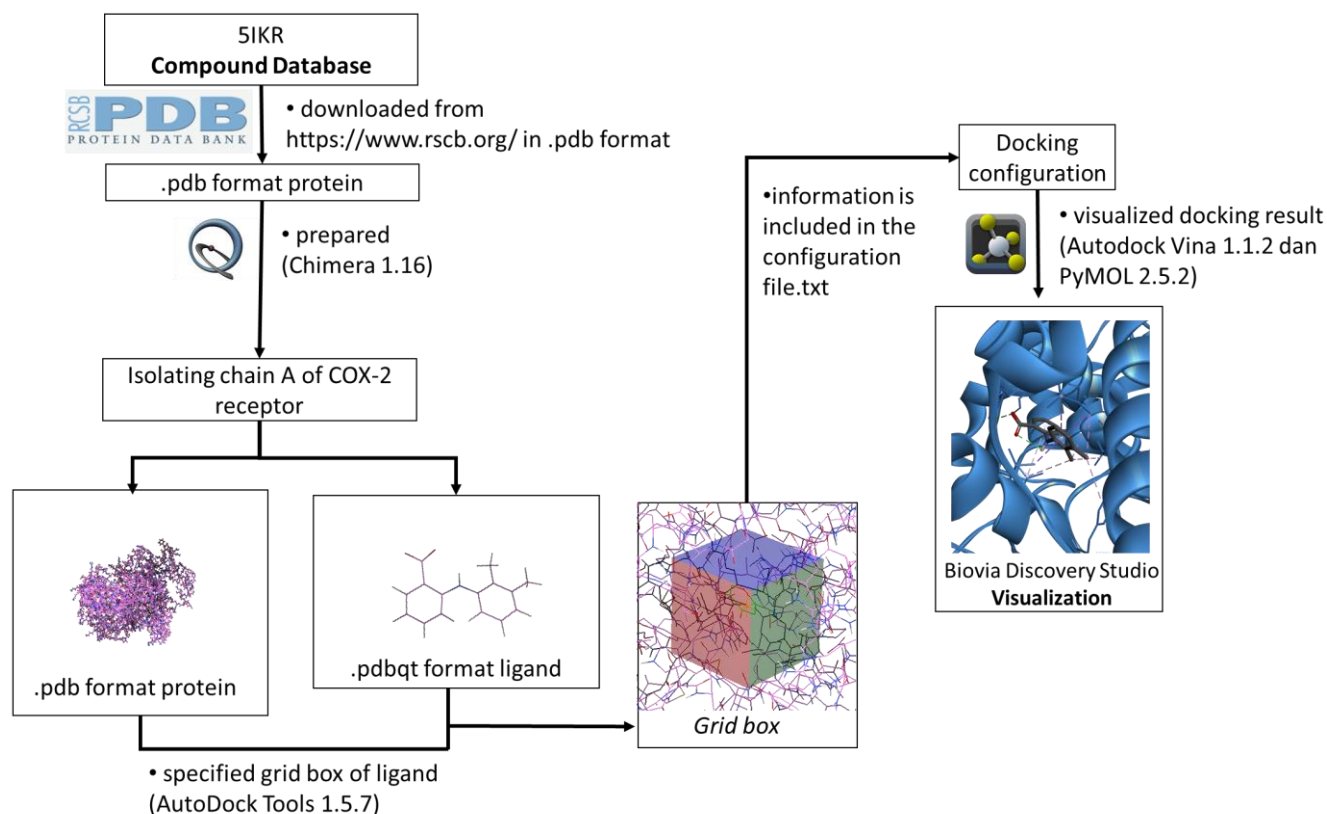 5IKR
Compound Database
RCSB
PDB
PROTEIN DATA BANK
• downloaded from
https://www.rscb.org/ in .pdb format
.pdb format protein
• prepared
(Chimera 1.16)
Isolating chain A of COX-2
receptor
.pdb format protein
.pdbqt format ligand
• specified grid box of ligand
(AutoDock Tools 1.5.7)
Grid box
•information is
included in the
configuration
file.txt
Docking
configuration
• visualized docking result
(Autodock Vina 1.1.2 dan
PyMOL 2.5.2)
Biovia Discovery Studio
Visualization